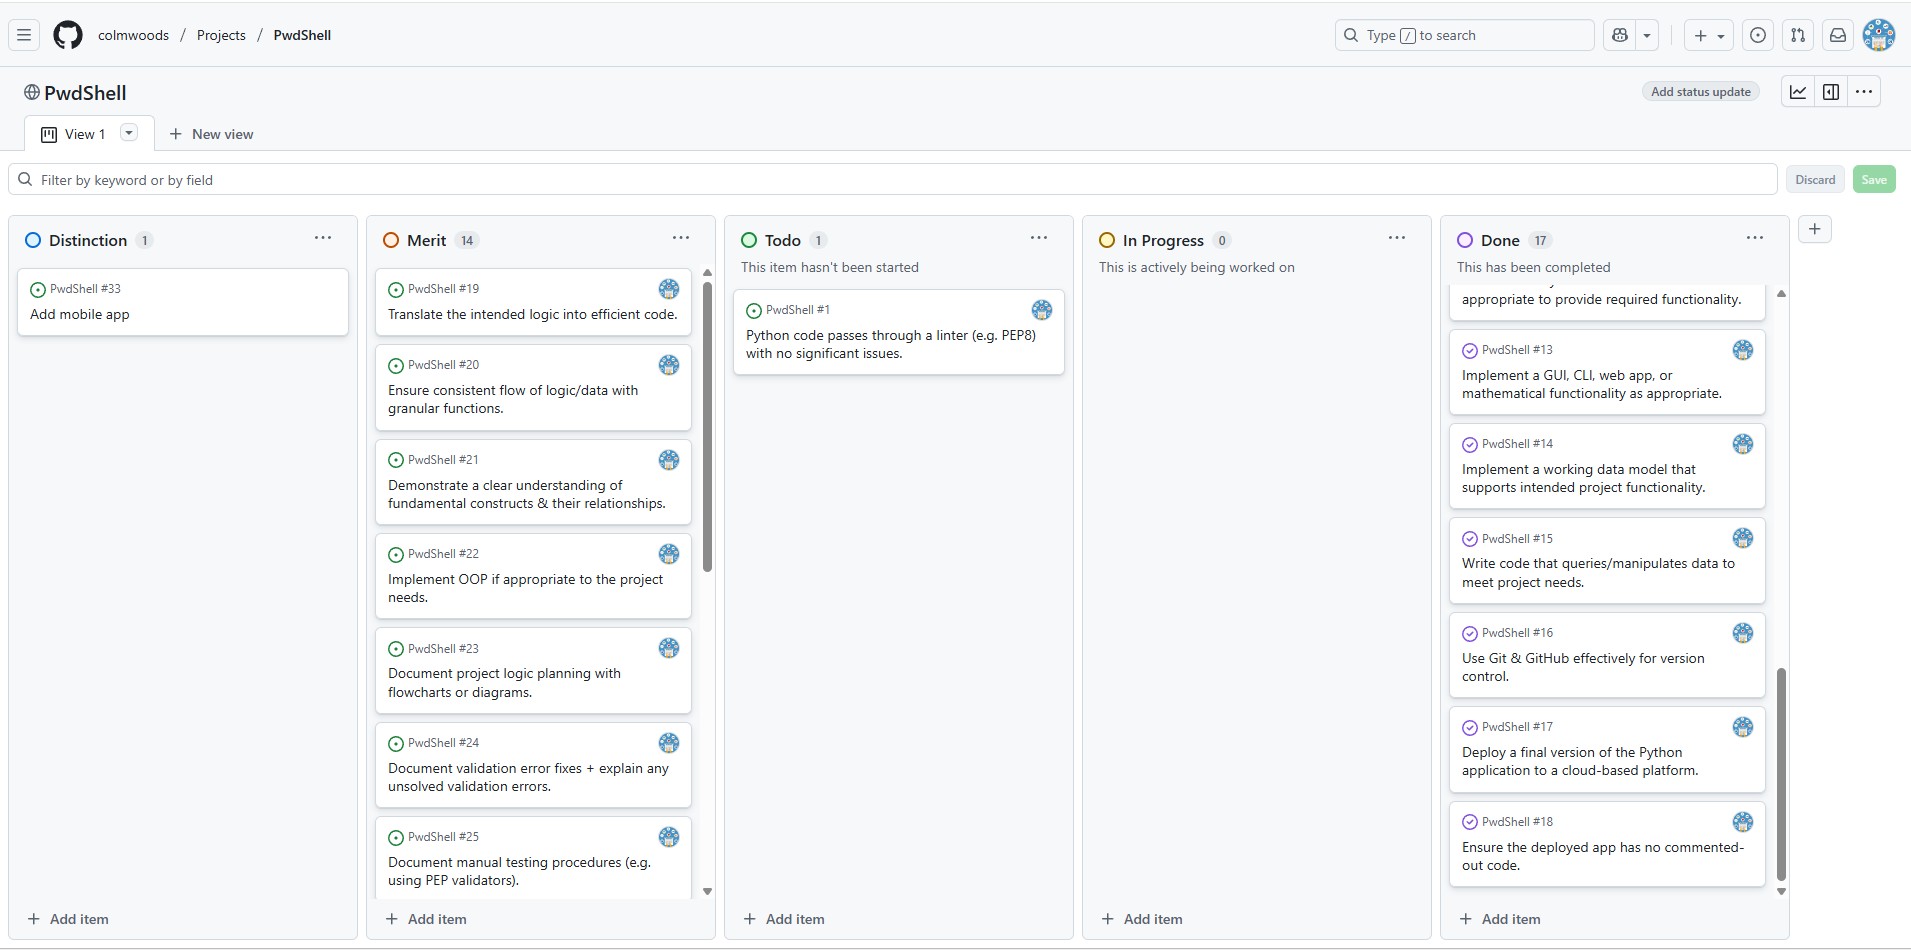 colmwoods / Projects / PwdShell
Type / to search
PwdShell
Add status update
View 1
New view
Filter by keyword or by field
Discard
Save
Distinction 1
PwdShell #33
Add mobile app
Add item
Merit 14
PwdShell #19
Translate the intended logic into efficient code.
PwdShell #20
Ensure consistent flow of logic/data with
granular functions.
PwdShell #21
Demonstrate a clear understanding of
fundamental constructs & their relationships.
PwdShell #22
Implement OOP if appropriate to the project
needs.
PwdShell #23
Document project logic planning with
flowcharts or diagrams.
PwdShell #24
Document validation error fixes + explain any
unsolved validation errors.
PwdShell #25
Document manual testing procedures (e.g.
using PEP validators).
Add item
Todo 1
This item hasn't been started
PwdShell #1
Python code passes through a linter (e.g. PEP8)
with no significant issues.
Add item
In Progress 0
This is actively being worked on
Add item
Done 17
This has been completed
appropriate to provide required functionality.
PwdShell #13
Implement a GUI, CLI, web app, or
mathematical functionality as appropriate.
PwdShell #14
Implement a working data model that
supports intended project functionality.
PwdShell #15
Write code that queries/manipulates data to
meet project needs.
PwdShell #16
Use Git & GitHub effectively for version
control.
PwdShell #17
Deploy a final version of the Python
application to a cloud-based platform.
PwdShell #18
Ensure the deployed app has no commented-
out code.
Add item